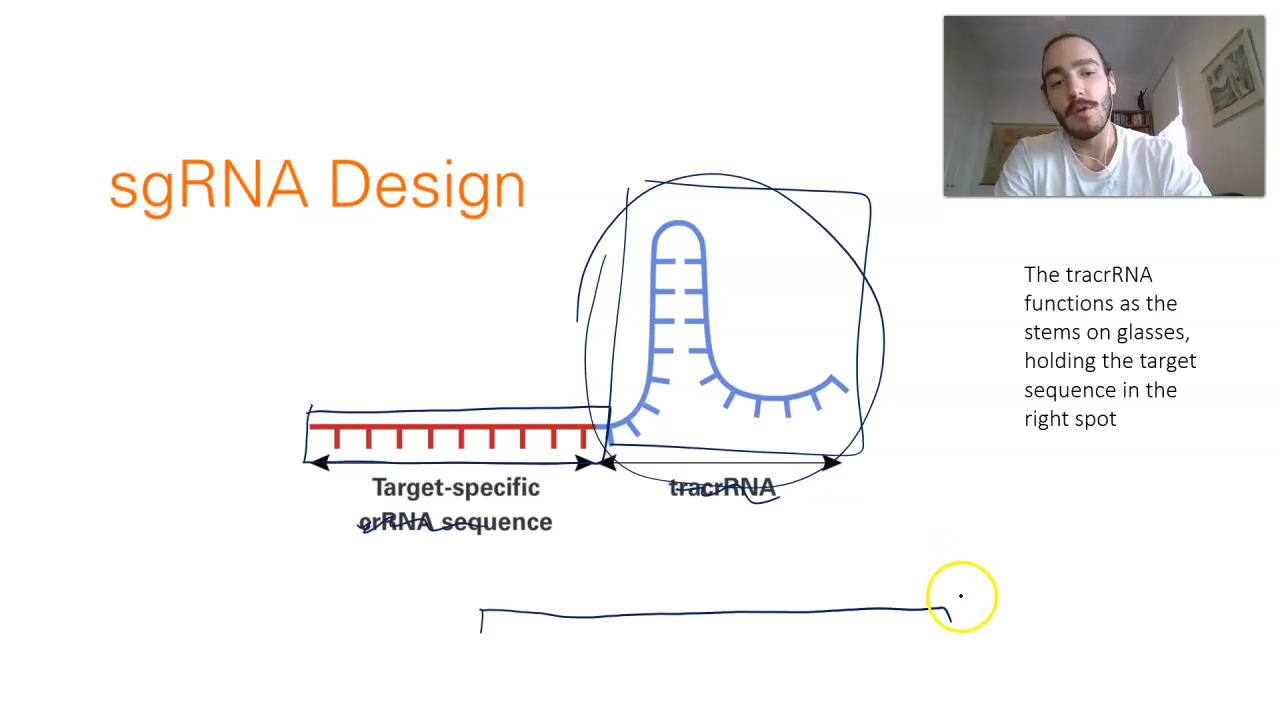 sgRNA Design
The tracrRNA
functions as the
stems on glasses,
holding the target
sequence in the
right spot
Target-specific
crRNA sequence
tracrRNA